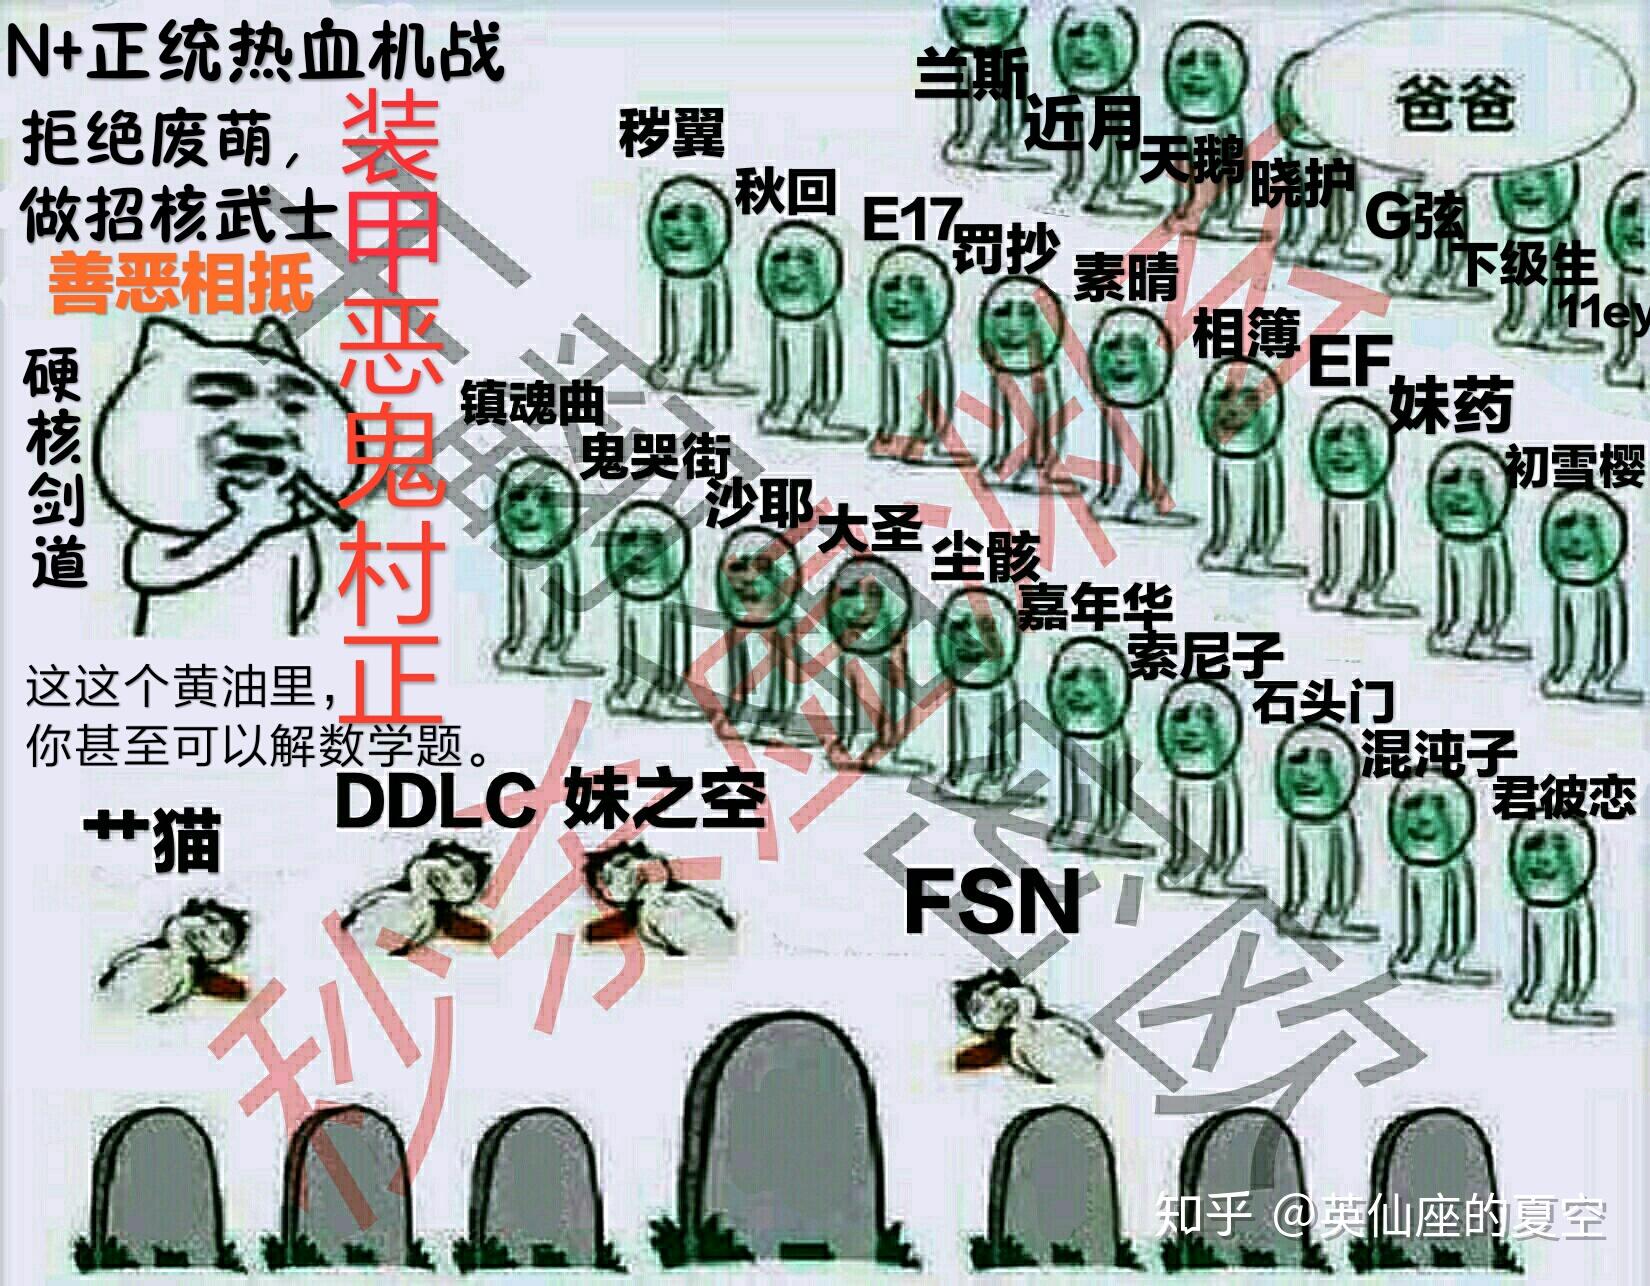 N+正统热血机战
拒绝废萌，
做招核武士
善恶相抵
装甲恶鬼村正
硬核剑道
这这个黄油里，
你甚至可以解数学题。
爸爸
兰斯
近月
天鹅
晓护
G弦
下级生
11ey
秽翼
秋回
E17
罚抄
素晴
相簿
EF
妹药
初雪樱
镇魂曲
鬼哭街
沙耶
大圣
尘骸
嘉年华
索尼子
石头门
混沌子
君彼恋
艹猫
DDLC 妹之空
FSN
知乎 @英仙座的夏空